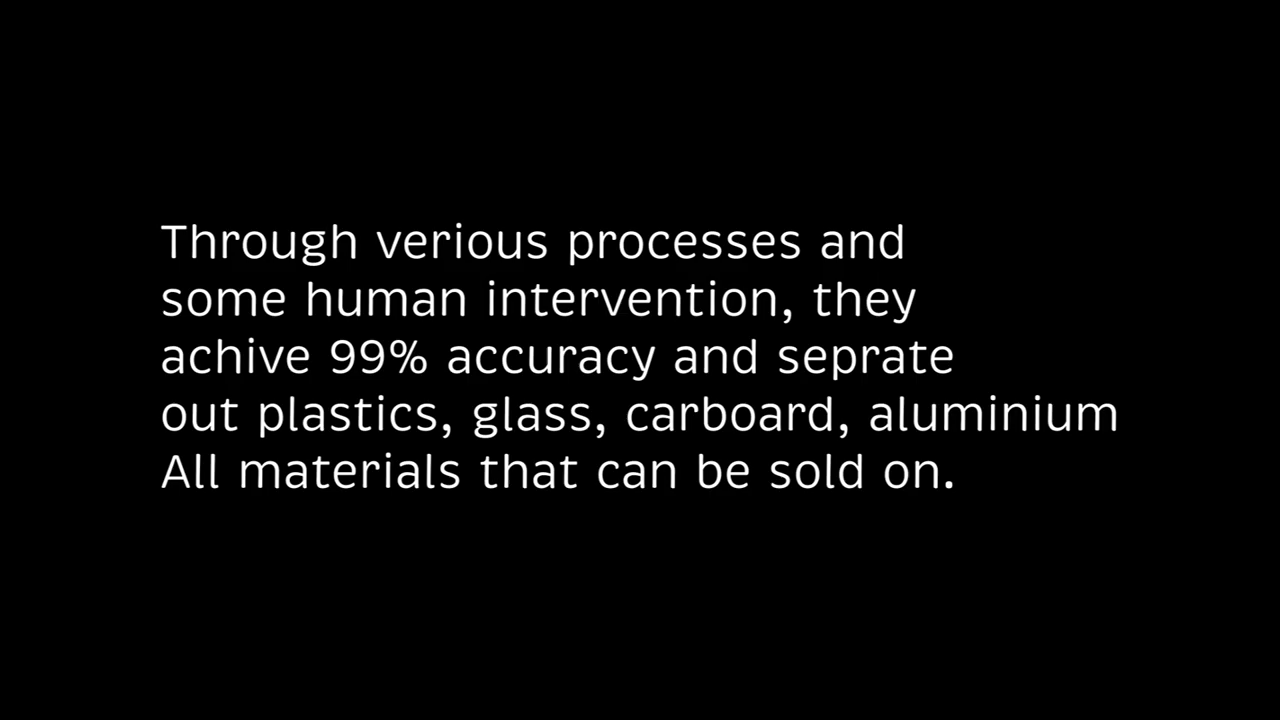 Through verious processes and
some human intervention, they
achive 99% accuracy and seprate
out plastics, glass, carboard, aluminium
All materials that can be sold on.